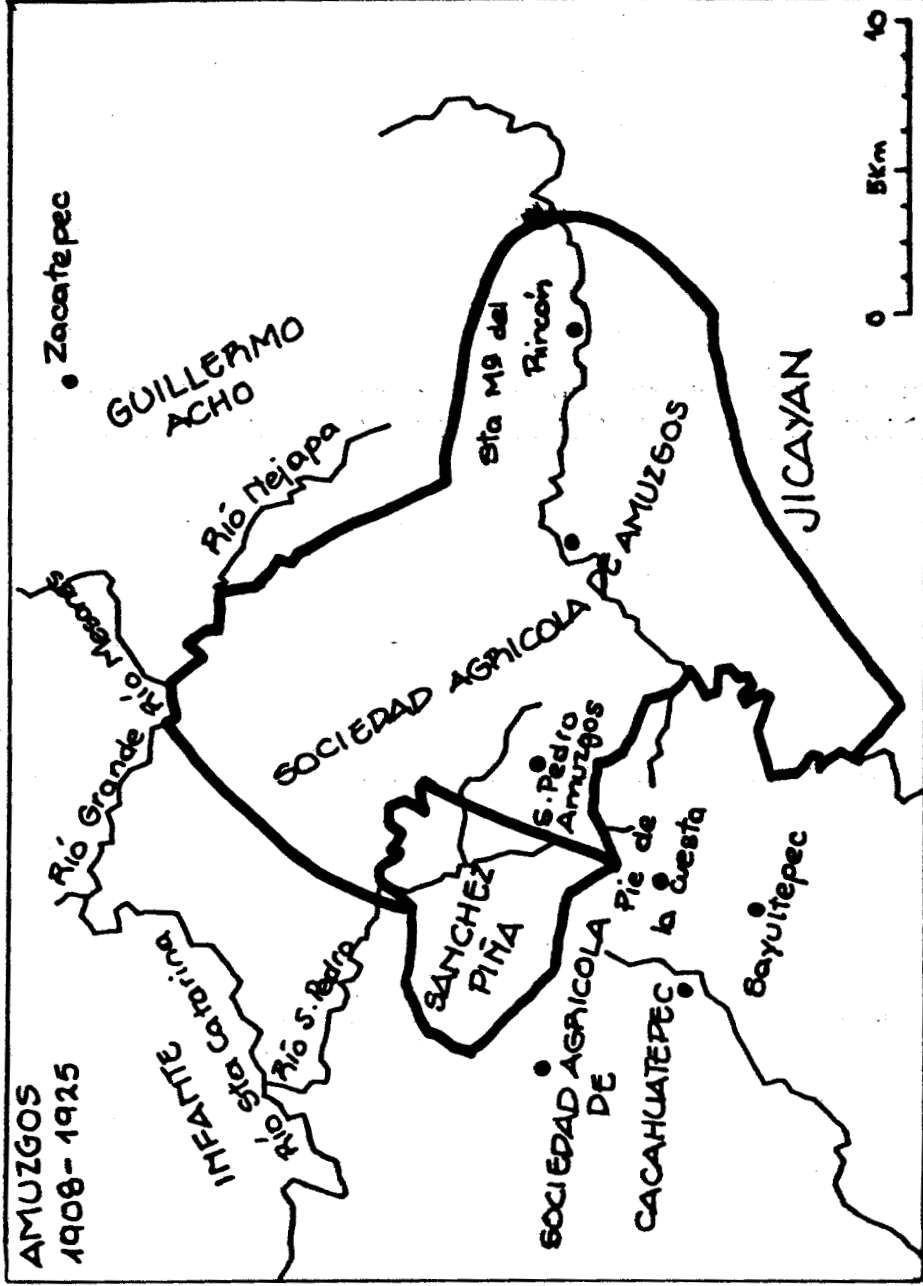 AMUZGOS
1908-1925
Zacatepec
GUILLERMO
ACHO
Río Mesones
Río Grande
Río Mejapa
INFANTE
Río Sta Catarina
Río S. Pedro
SOCIEDAD AGRICOLA DE AMUZGOS
Sta Mª del
Rincón
SANCHEZ
PIÑA
S. Pedro
Amuzgos
Pie de
la Cuesta
SOCIEDAD AGRICOLA
DE
CACAHUATEPEC
Bayultepec
JICAYAN
0 5Km 10